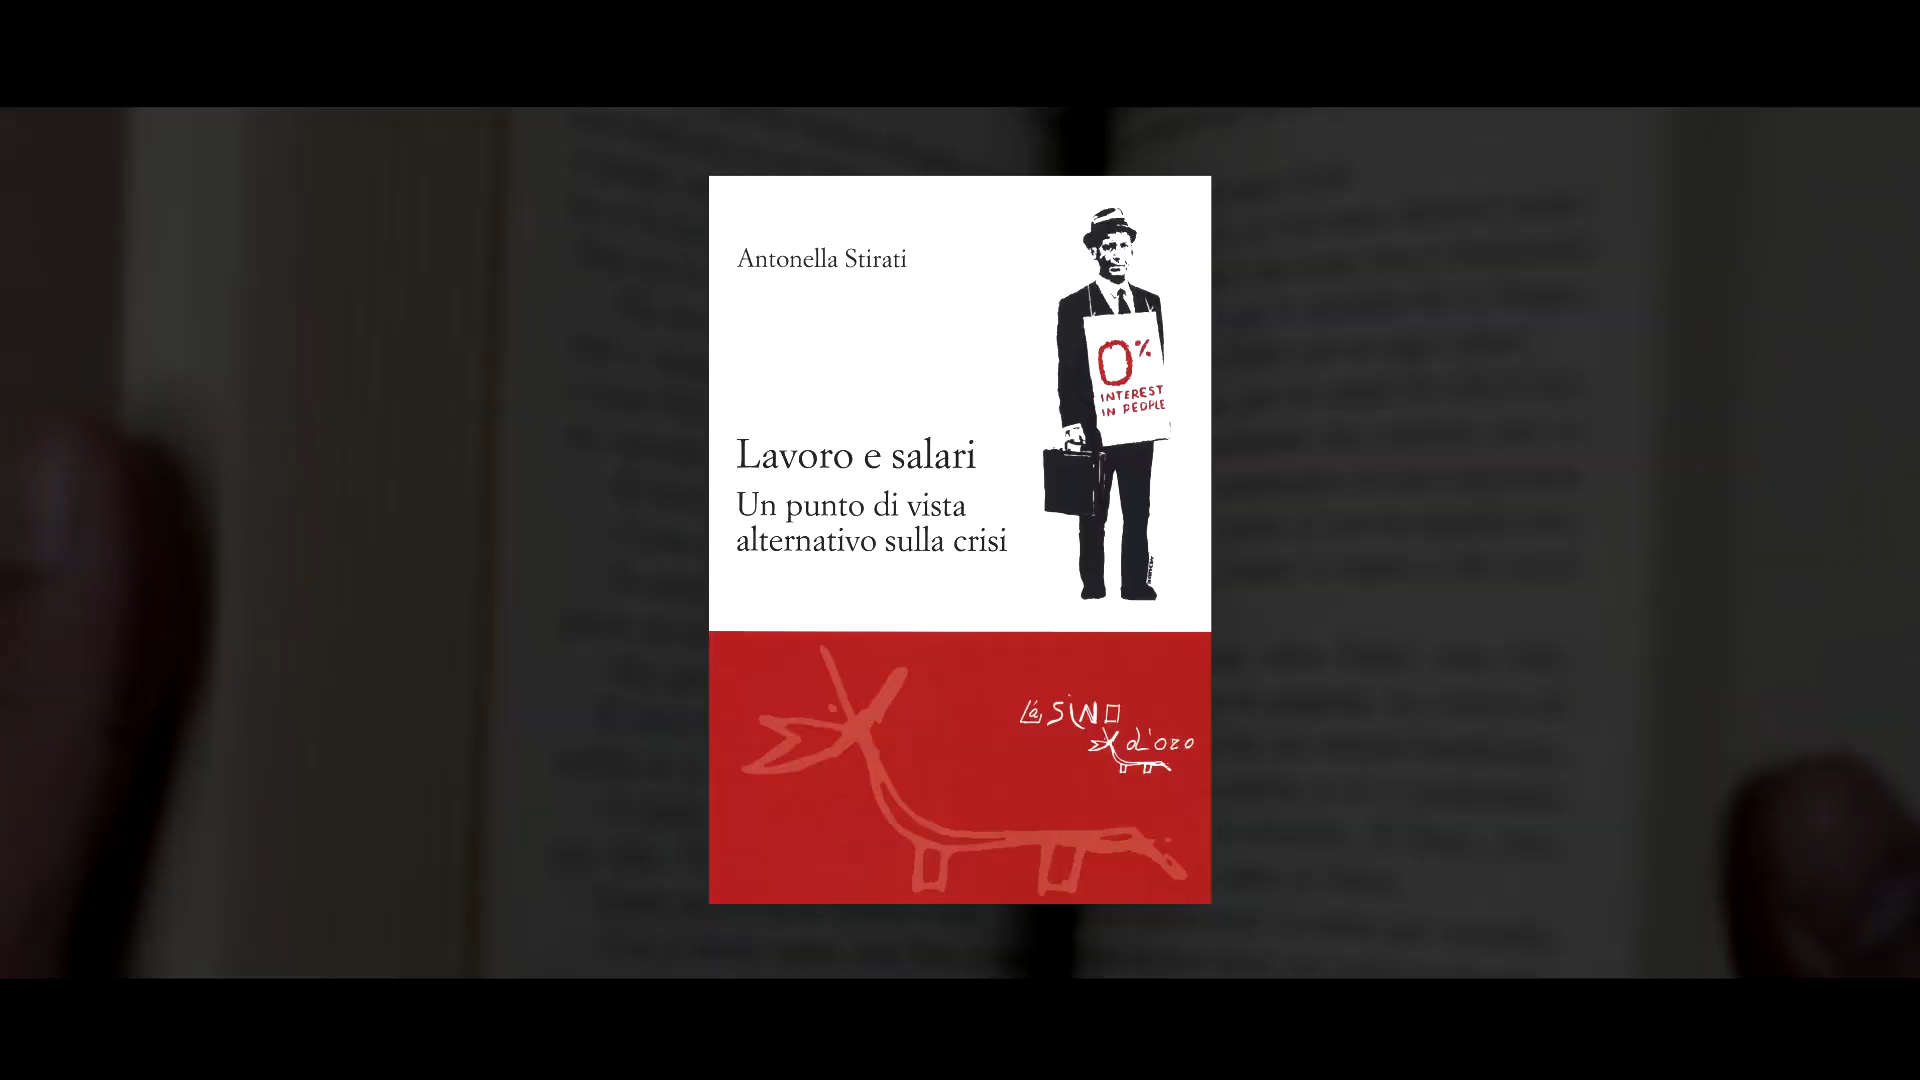 Antonella Stirati
0%
INTEREST
IN PEOPLE
Lavoro e salari
Un punto di vista
alternativo sulla crisi
L'aSiNO
d'oro